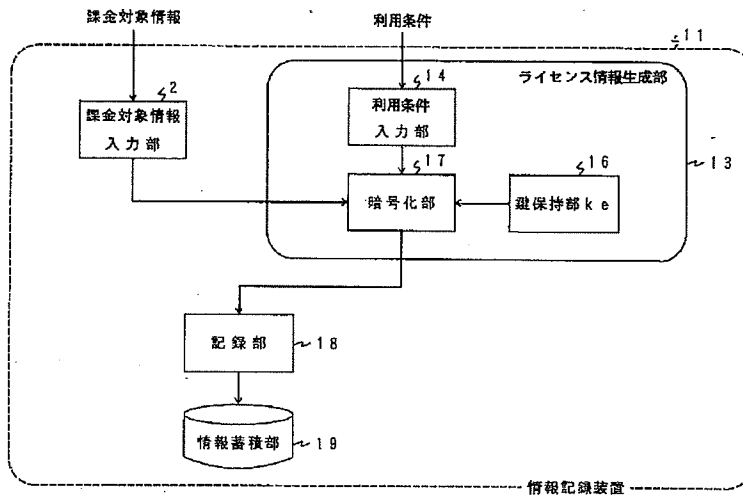 課金対象情報
利用条件
11
ライセンス情報生成部
2
課金対象情報
入力部
14
利用条件
入力部
17
暗号化部
16
鍵保持部ke
13
記録部
18
情報蓄積部
19
情報記録装置